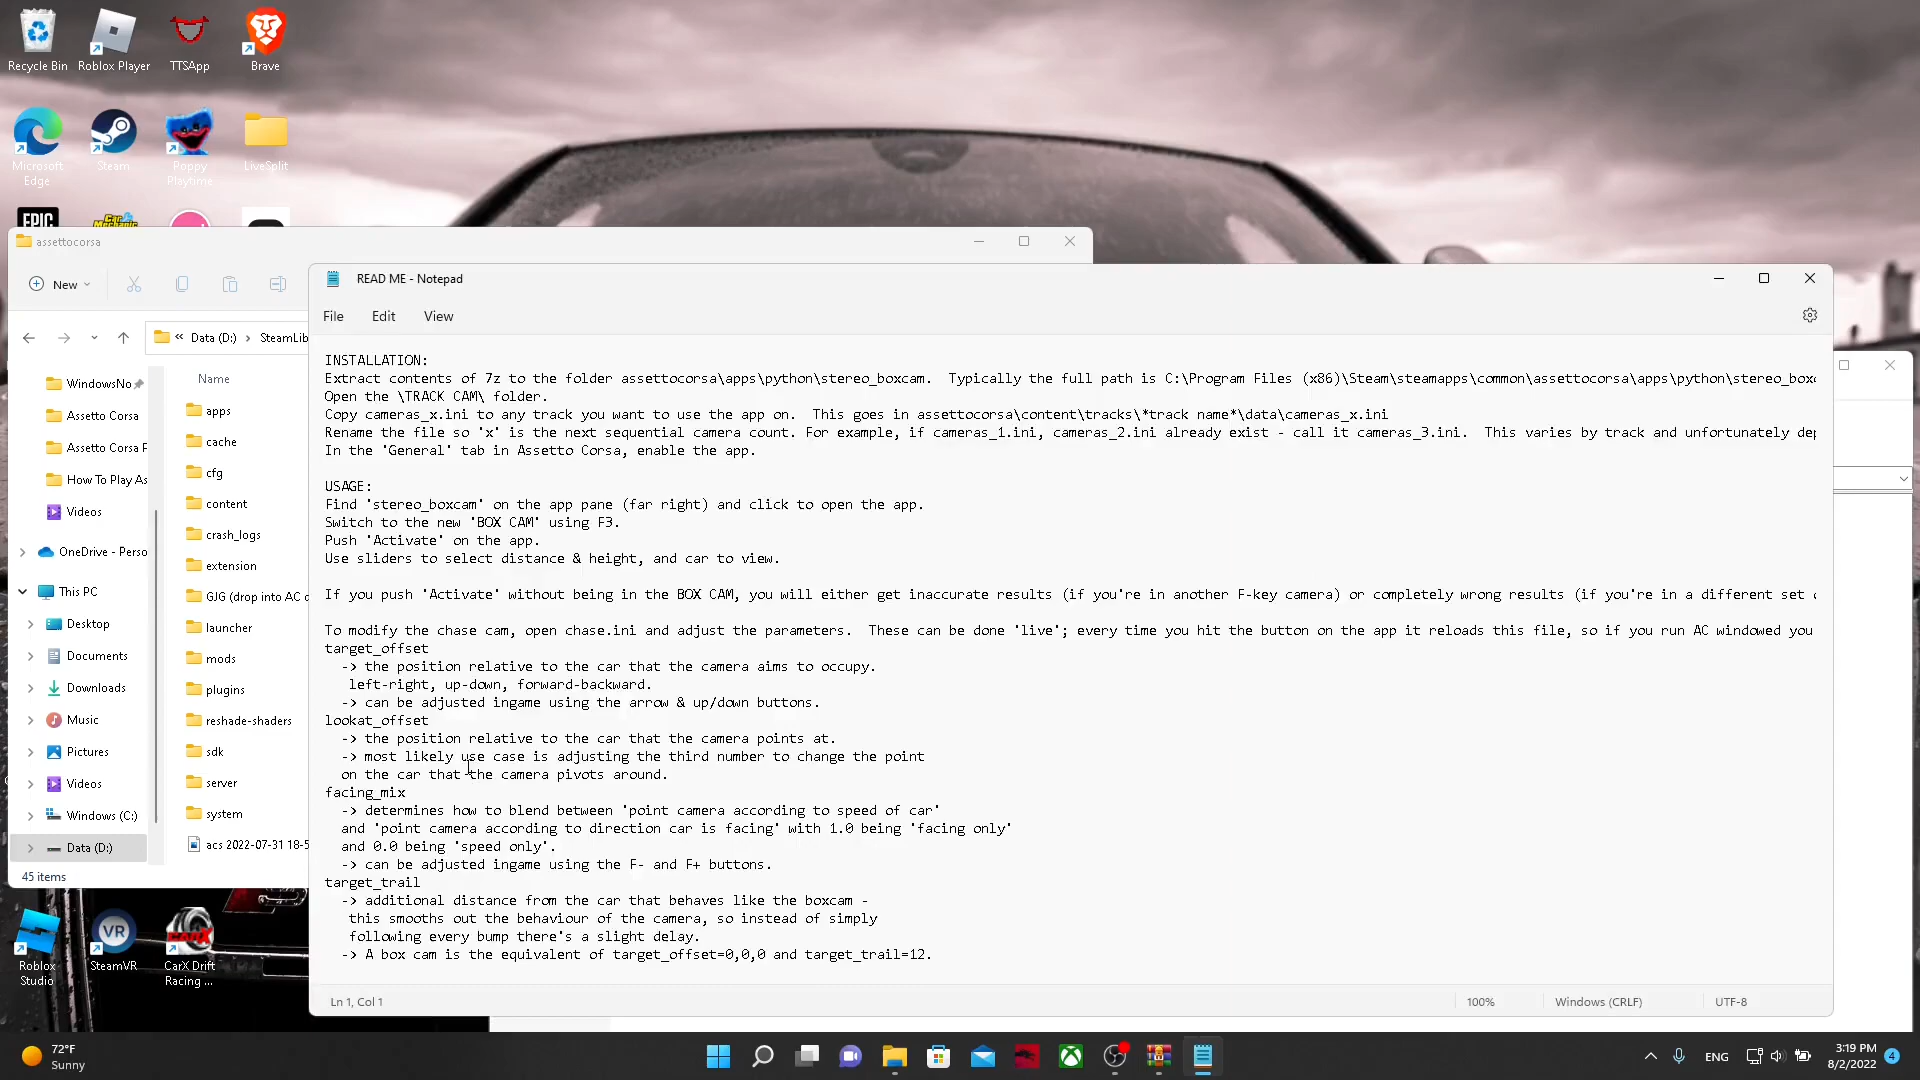 Recycle Bin
Roblox Player
TTSApp
Brave
Microsoft Edge
Steam
Poppy Playtime
LiveSplit
EPIC
assettocorsa
New
« Data (D:) › SteamLib
WindowsNo
Assetto Corsa
Assetto Corsa F
How To Play As
Videos
OneDrive - Perso
This PC
Desktop
Documents
Downloads
Music
Pictures
Videos
Windows (C:)
Data (D:)
Name
apps
cache
cfg
content
crash_logs
extension
GJG (drop into AC d
launcher
mods
plugins
reshade-shaders
sdk
server
system
acs 2022-07-31 18-5
45 items
READ ME - Notepad
File Edit View
INSTALLATION:
Extract contents of 7z to the folder assettocorsa\apps\python\stereo_boxcam.  Typically the full path is C:\Program Files (x86)\Steam\steamapps\common\assettocorsa\apps\python\stereo_box
Open the \TRACK CAM\ folder.
Copy cameras_x.ini to any track you want to use the app on.  This goes in assettocorsa\content\tracks\*track name*\data\cameras_x.ini
Rename the file so 'x' is the next sequential camera count. For example, if cameras_1.ini, cameras_2.ini already exist - call it cameras_3.ini.  This varies by track and unfortunately de
In the 'General' tab in Assetto Corsa, enable the app.
USAGE:
Find 'stereo_boxcam' on the app pane (far right) and click to open the app.
Switch to the new 'BOX CAM' using F3.
Push 'Activate' on the app.
Use sliders to select distance & height, and car to view.
If you push 'Activate' without being in the BOX CAM, you will either get inaccurate results (if you're in another F-key camera) or completely wrong results (if you're in a different set
To modify the chase cam, open chase.ini and adjust the parameters.  These can be done 'live'; every time you hit the button on the app it reloads this file, so if you run AC windowed you
target_offset
-> the position relative to the car that the camera aims to occupy.
left-right, up-down, forward-backward.
-> can be adjusted ingame using the arrow & up/down buttons.
lookat_offset
-> the position relative to the car that the camera points at.
-> most likely use case is adjusting the third number to change the point
on the car that the camera pivots around.
facing_mix
-> determines how to blend between 'point camera according to speed of car'
and 'point camera according to direction car is facing' with 1.0 being 'facing only'
and 0.0 being 'speed only'.
-> can be adjusted ingame using the F- and F+ buttons.
target_trail
-> additional distance from the car that behaves like the boxcam -
this smooths out the behaviour of the camera, so instead of simply
following every bump there's a slight delay.
-> A box cam is the equivalent of target_offset=0,0,0 and target_trail=12.
Ln 1, Col 1
100%
Windows (CRLF)
UTF-8
Roblox Studio
VR
SteamVR
CarX Drift Racing ...
72°F
Sunny
ENG
3:19 PM
8/2/2022
4